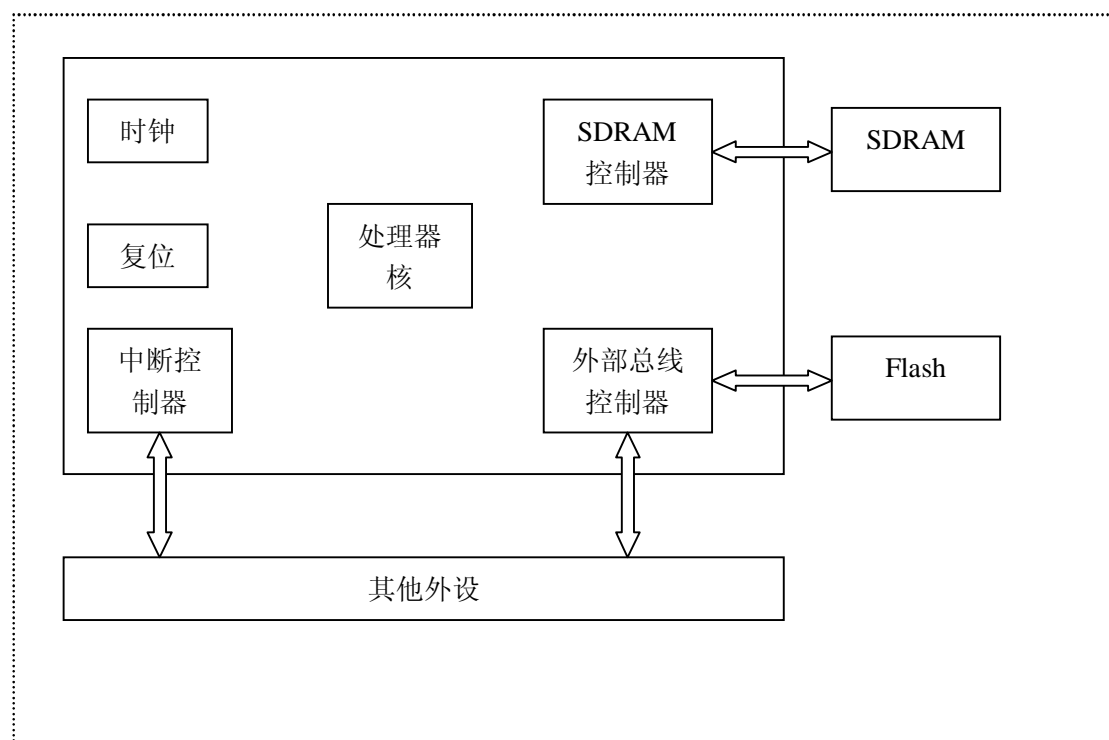 时钟
SDRAM
控制器
SDRAM
复位
处理器
核
中断控
制器
外部总线
控制器
Flash
其他外设